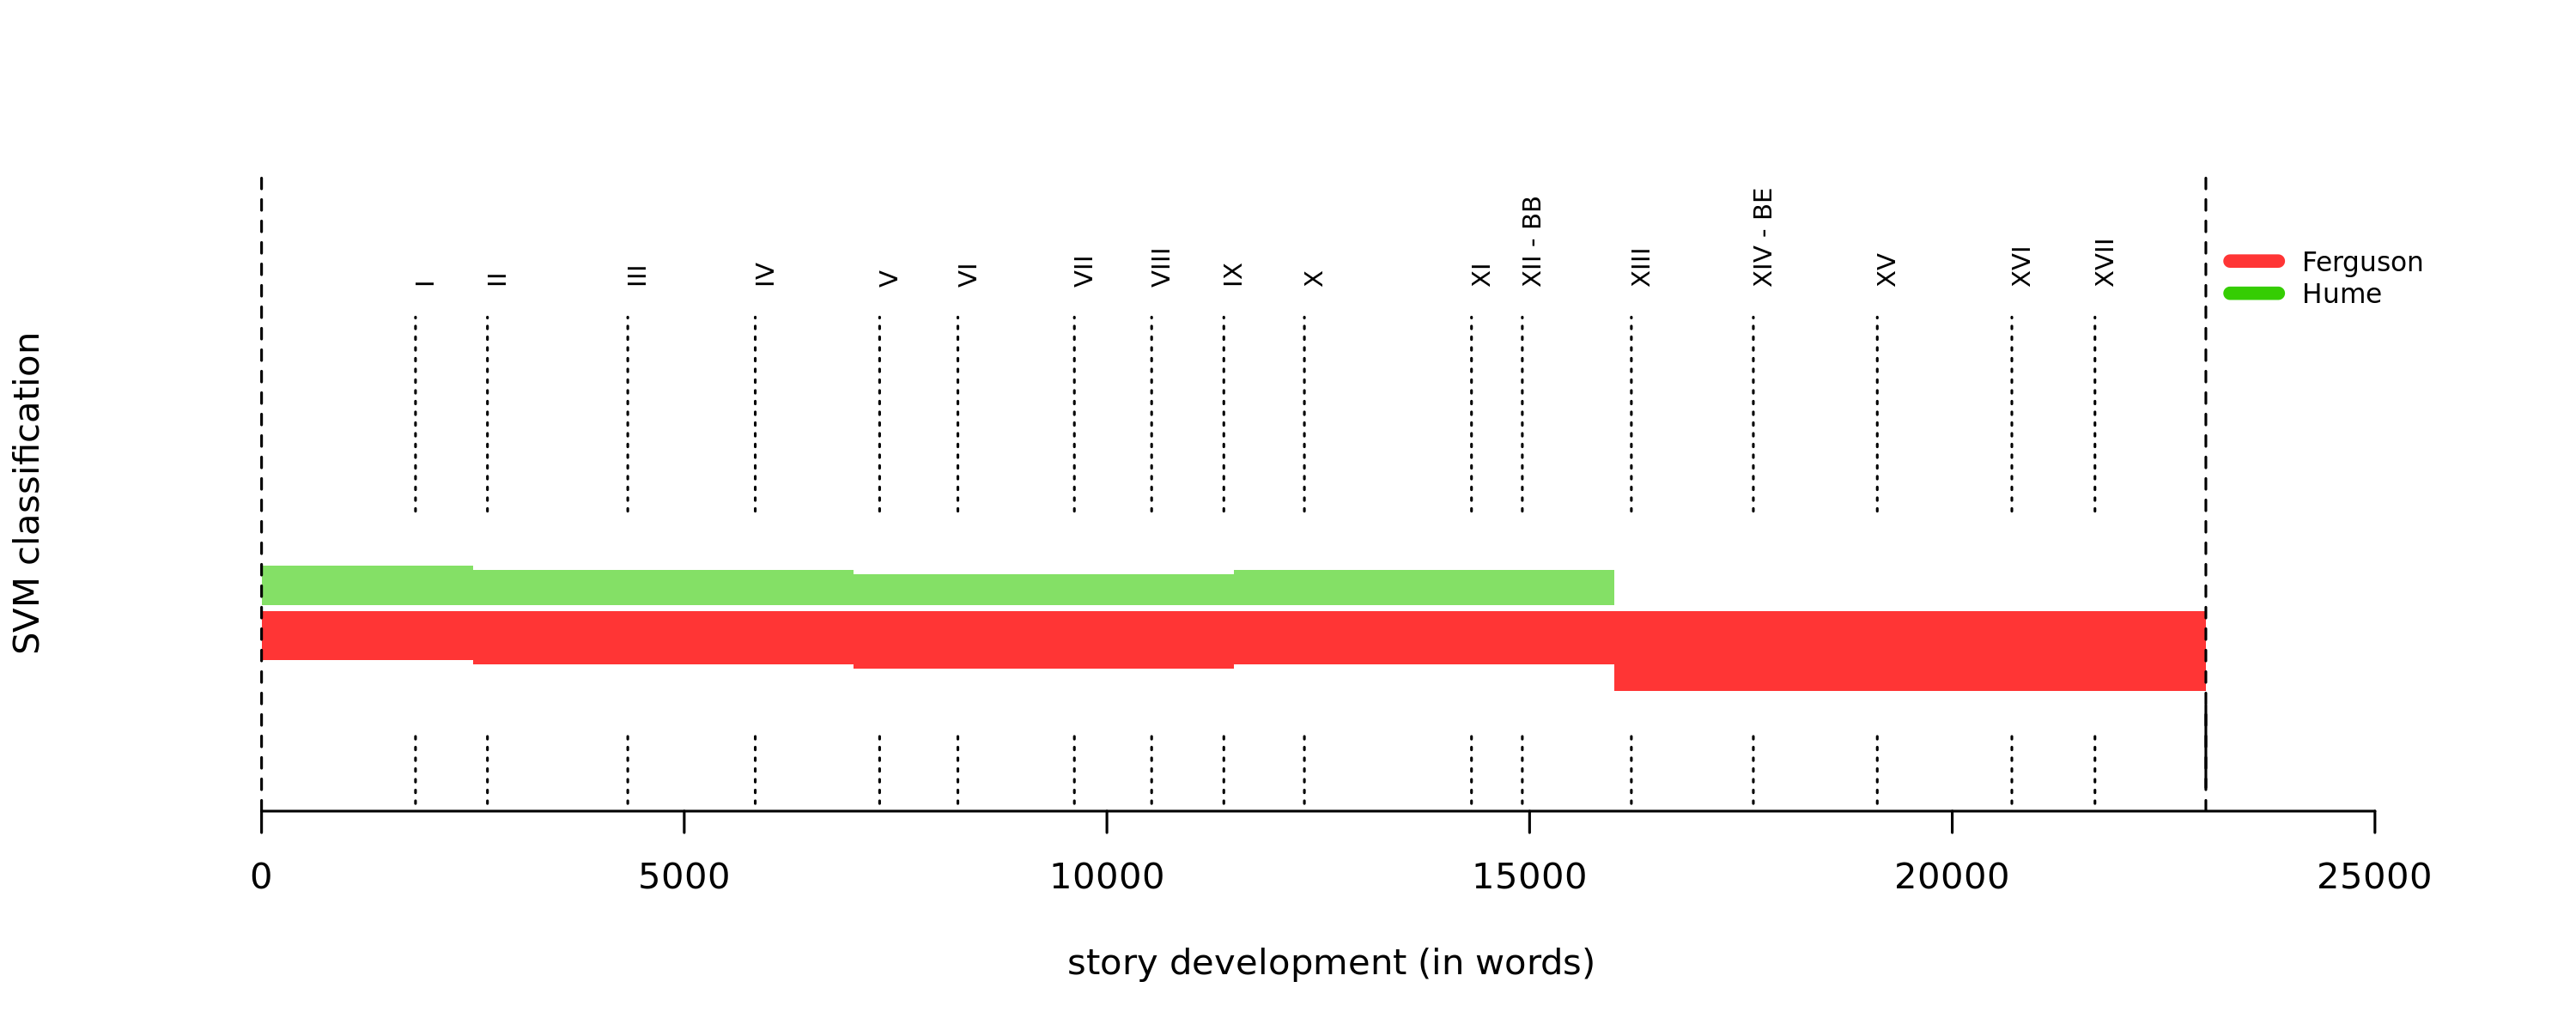 SVM classification
I
II
III
IV
V
VI
VII
VIII
IX
X
XI
XII - BB
XIII
XIV - BE
XV
XVI
XVII
Ferguson
Hume
0
5000
10000
15000
20000
25000
story development (in words)